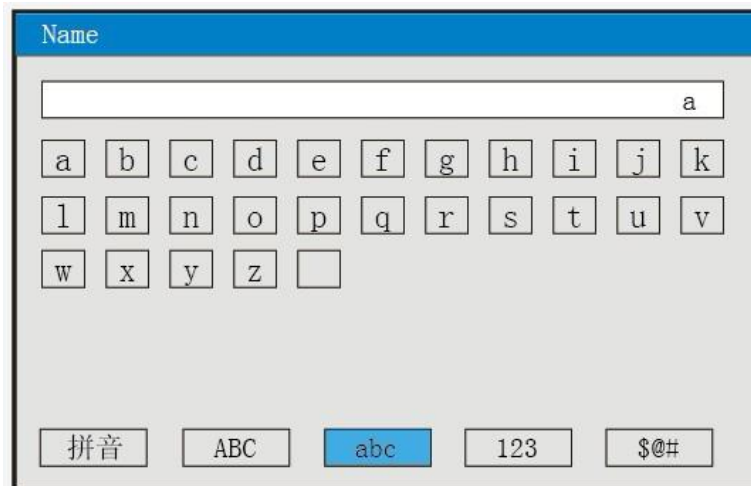 Name
a
a b c d e f g h i j k
l m n o p q r s t u v
w x y z
拼音 ABC abc 123 $@#